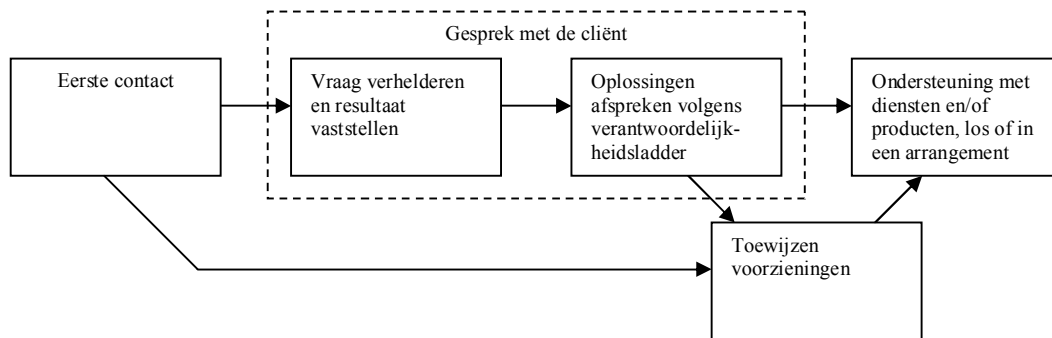 Gesprek met de cliënt
Eerste contact
Vraag verhelderen
en resultaat
vaststellen
Oplossingen
afspreken volgens
verantwoordelijk-
heidsladder
Ondersteuning met
diensten en/of
producten, los of in
een arrangement
Toewijzen
voorzieningen